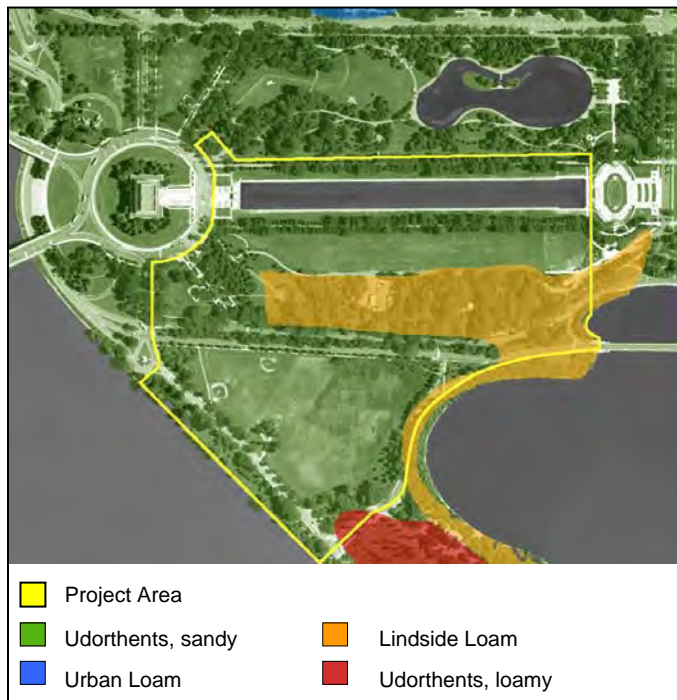 Project Area
Udorthents, sandy
Lindside Loam
Urban Loam
Udorthents, loamy